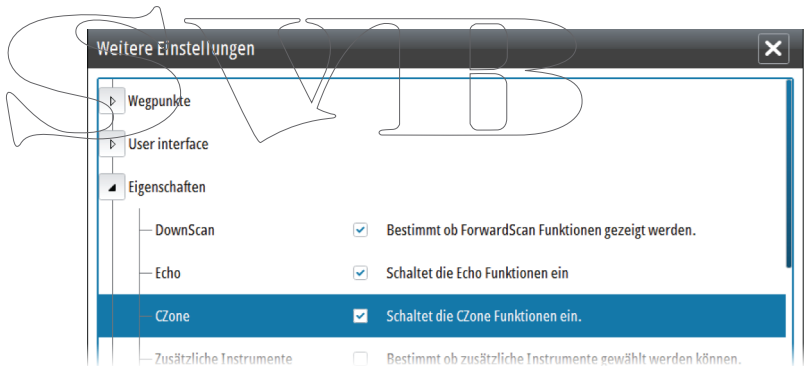 Weitere Einstellungen
Wegpunkte
User interface
Eigenschaften
DownScan Bestimmt ob ForwardScan Funktionen gezeigt werden.
Echo Schaltet die Echo Funktionen ein
CZone Schaltet die CZone Funktionen ein.
Zusätzliche Instrumente Bestimmt ob zusätzliche Instrumente gewählt werden können.
SVB